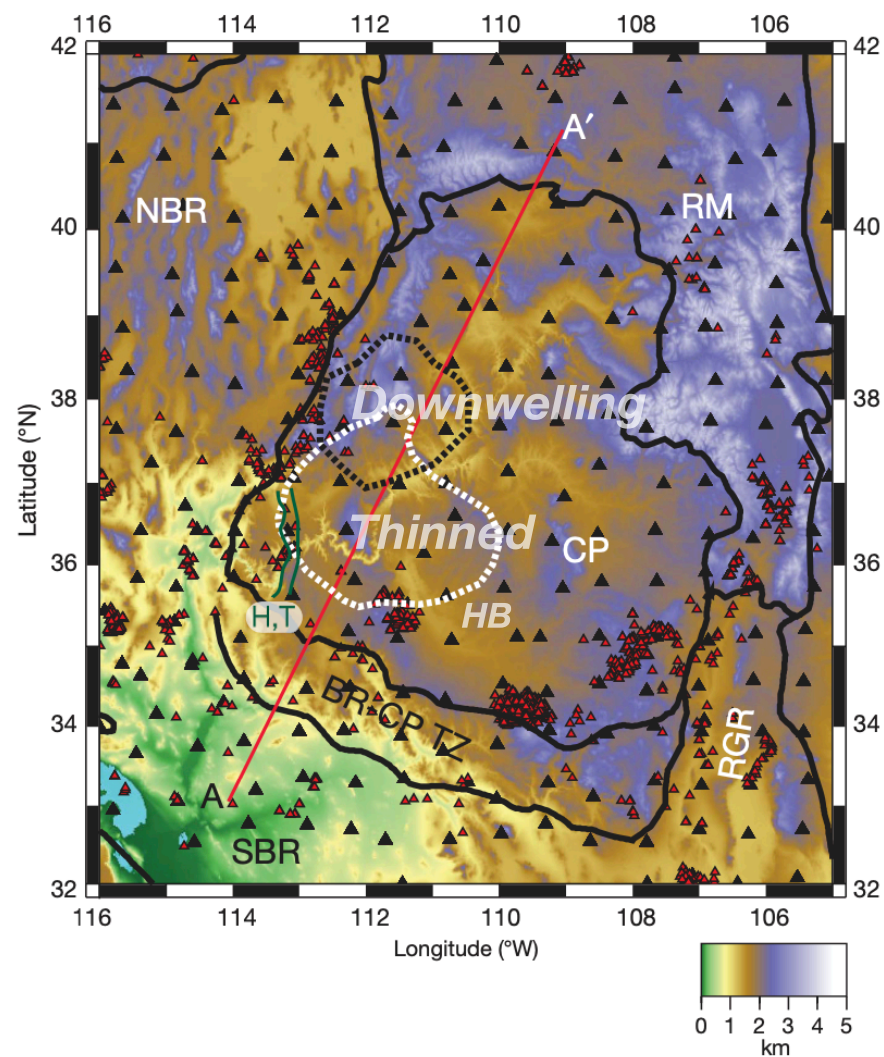 116 114 112 110 108 106
42 42
A′
NBR RM
40 40
38 38
Downwelling
Latitude (°N)
Thinned
CP
36 36
H,T HB
BR-CP TZ
34 34
RGR
A
SBR
32 32
116 114 112 110 108 106
Longitude (°W)
0 1 2 3 4 5
km